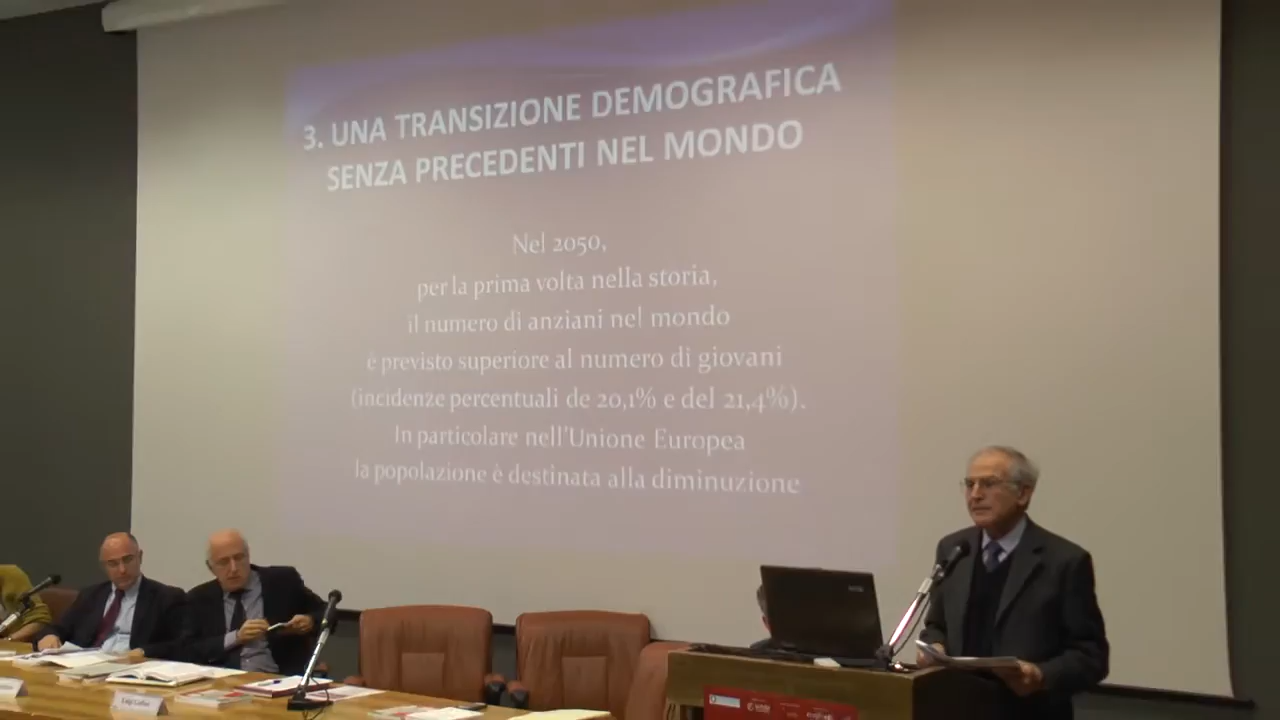 3. UNA TRANSIZIONE DEMOGRAFICA
SENZA PRECEDENTI NEL MONDO
Nel 2050,
per la prima volta nella storia,
il numero di anziani nel mondo
è previsto superiore al numero di giovani
(incidenze percentuali de 20,1% e del 21,4%).
In particolare nell'Unione Europea
la popolazione è destinata alla diminuzione